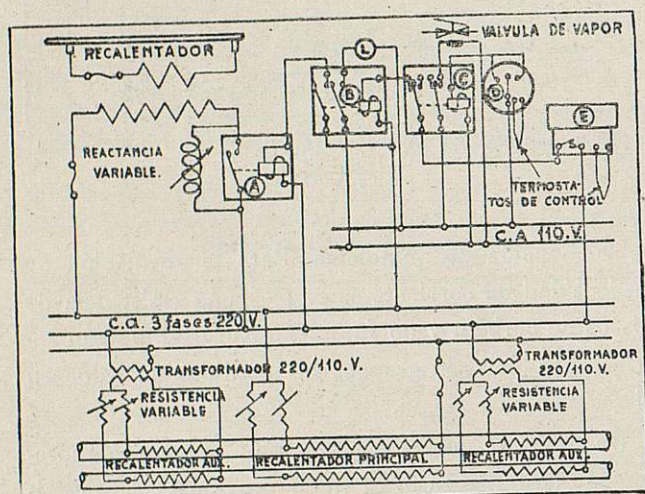 RECALENTADOR
L
VALVULA DE VAPOR
B
C
D
E
REACTANCIA
VARIABLE.
A
S
TERMOSTA-
TOS DE CONTROL
C.A 110.V.
C.a. 3 fases 220 V.
TRANSFORMADOR 220/110.V.
TRANSFORMADOR
220/110.V.
RESISTENCIA
VARIABLE
RESISTENCIA
VARIABLE
RECALENTADOR AUX.
RECALENTADOR PRINCIPAL
RECALENTADOR AUX.